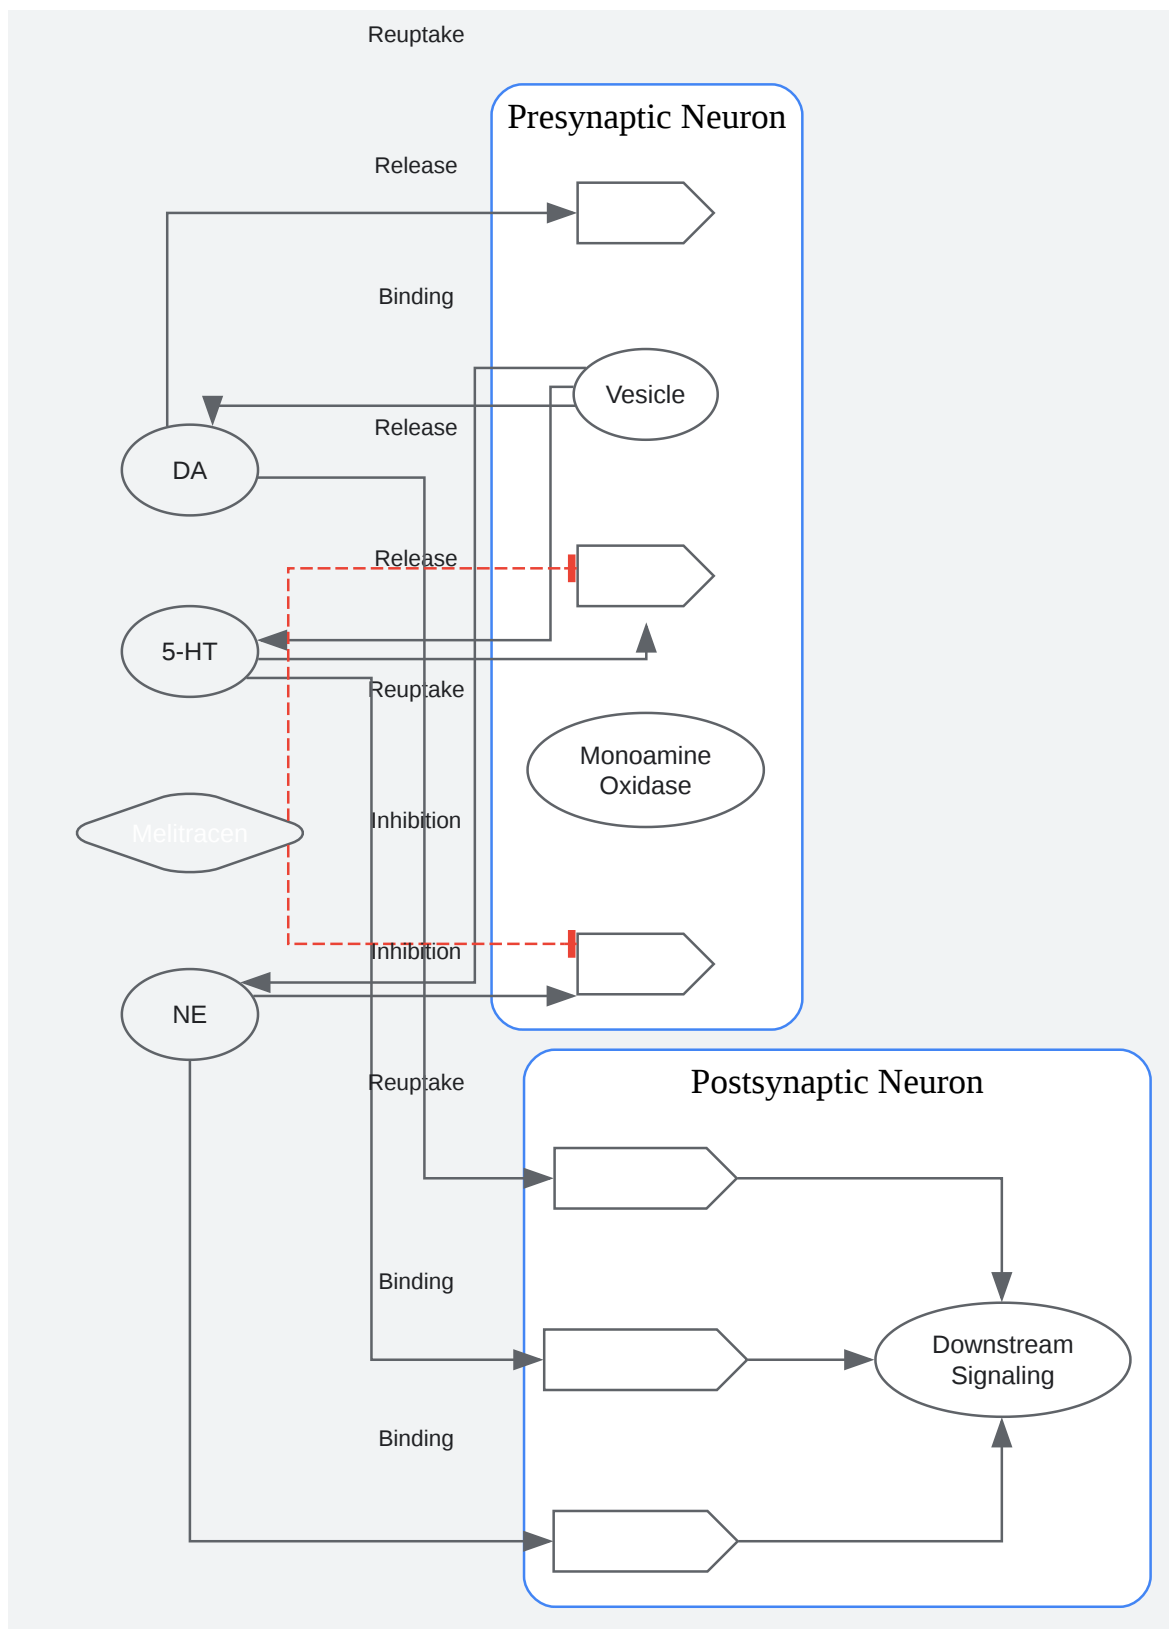 Reuptake
Presynaptic Neuron
Release
Binding
Vesicle
Release
DA
Release
5-HT
Reuptake
Monoamine
Oxidase
Inhibition
Melitracen
Inhibition
NE
Reuptake
Postsynaptic Neuron
Binding
Downstream
Signaling
Binding